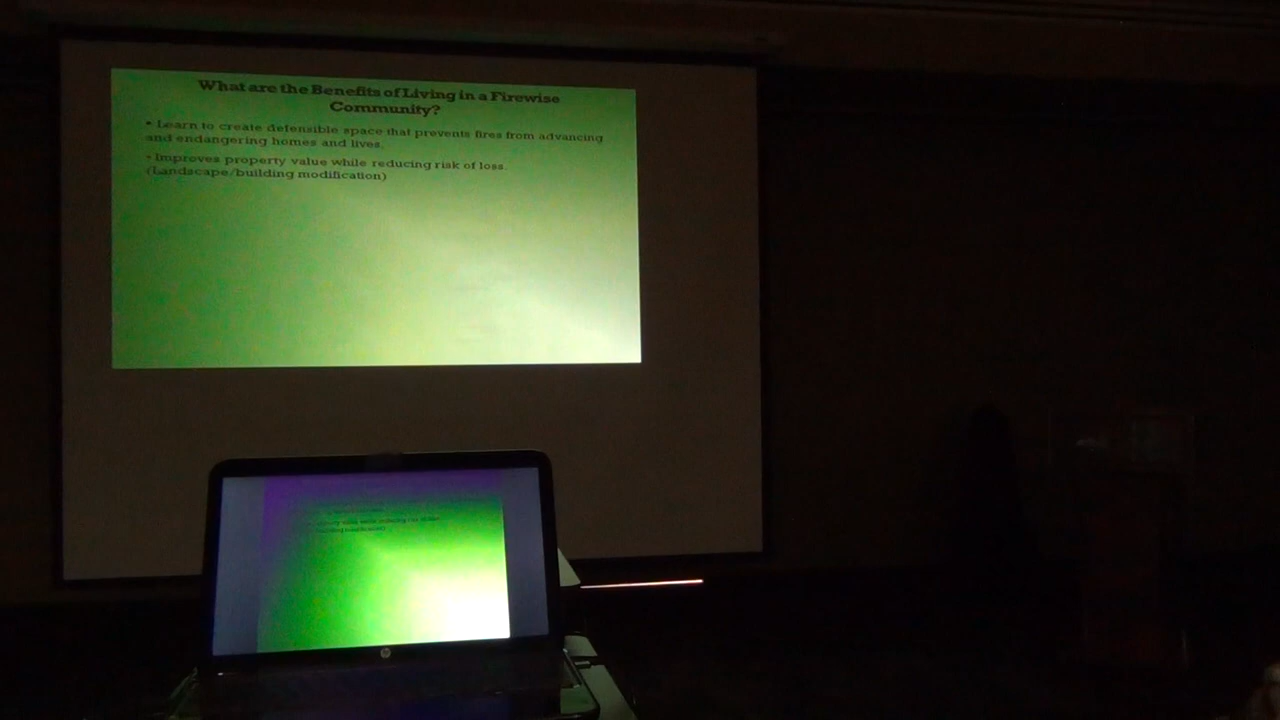 What are the Benefits of Living in a Firewise
Community?
• Learn to create defensible space that prevents fires from advancing
and endangering homes and lives.
• Improves property value while reducing risk of loss.
(Landscape/building modification)
hp